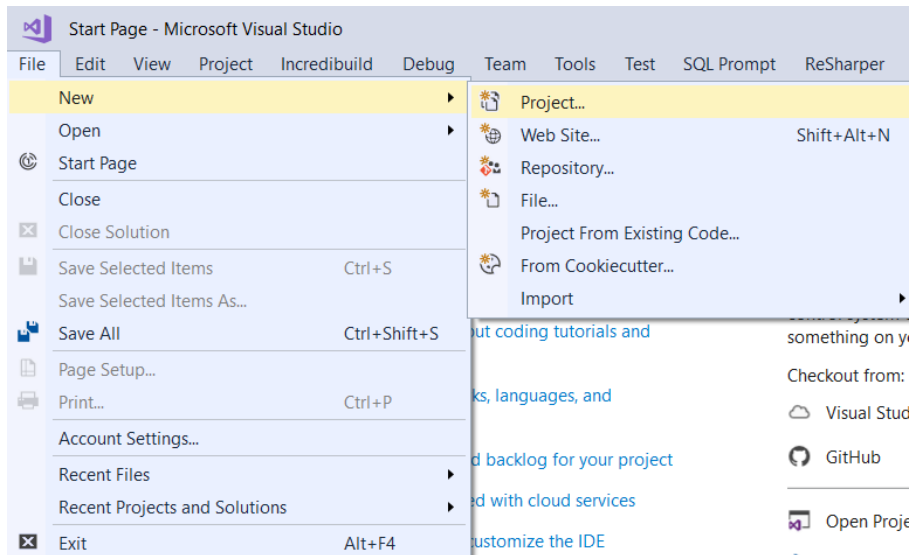 Start Page - Microsoft Visual Studio
File Edit View Project Incredibuild Debug Team Tools Test SQL Prompt ReSharper
New
Open
Start Page
Close
Close Solution
Save Selected Items Ctrl+S
Save Selected Items As...
Save All Ctrl+Shift+S
Page Setup...
Print... Ctrl+P
Account Settings...
Recent Files
Recent Projects and Solutions
Exit Alt+F4
Project...
Web Site... Shift+Alt+N
Repository...
File...
Project From Existing Code...
From Cookiecutter...
Import
coding tutorials and
languages, and
backlog for your project
with cloud services
customize the IDE
something on
Checkout from:
Visual
GitHub
Open